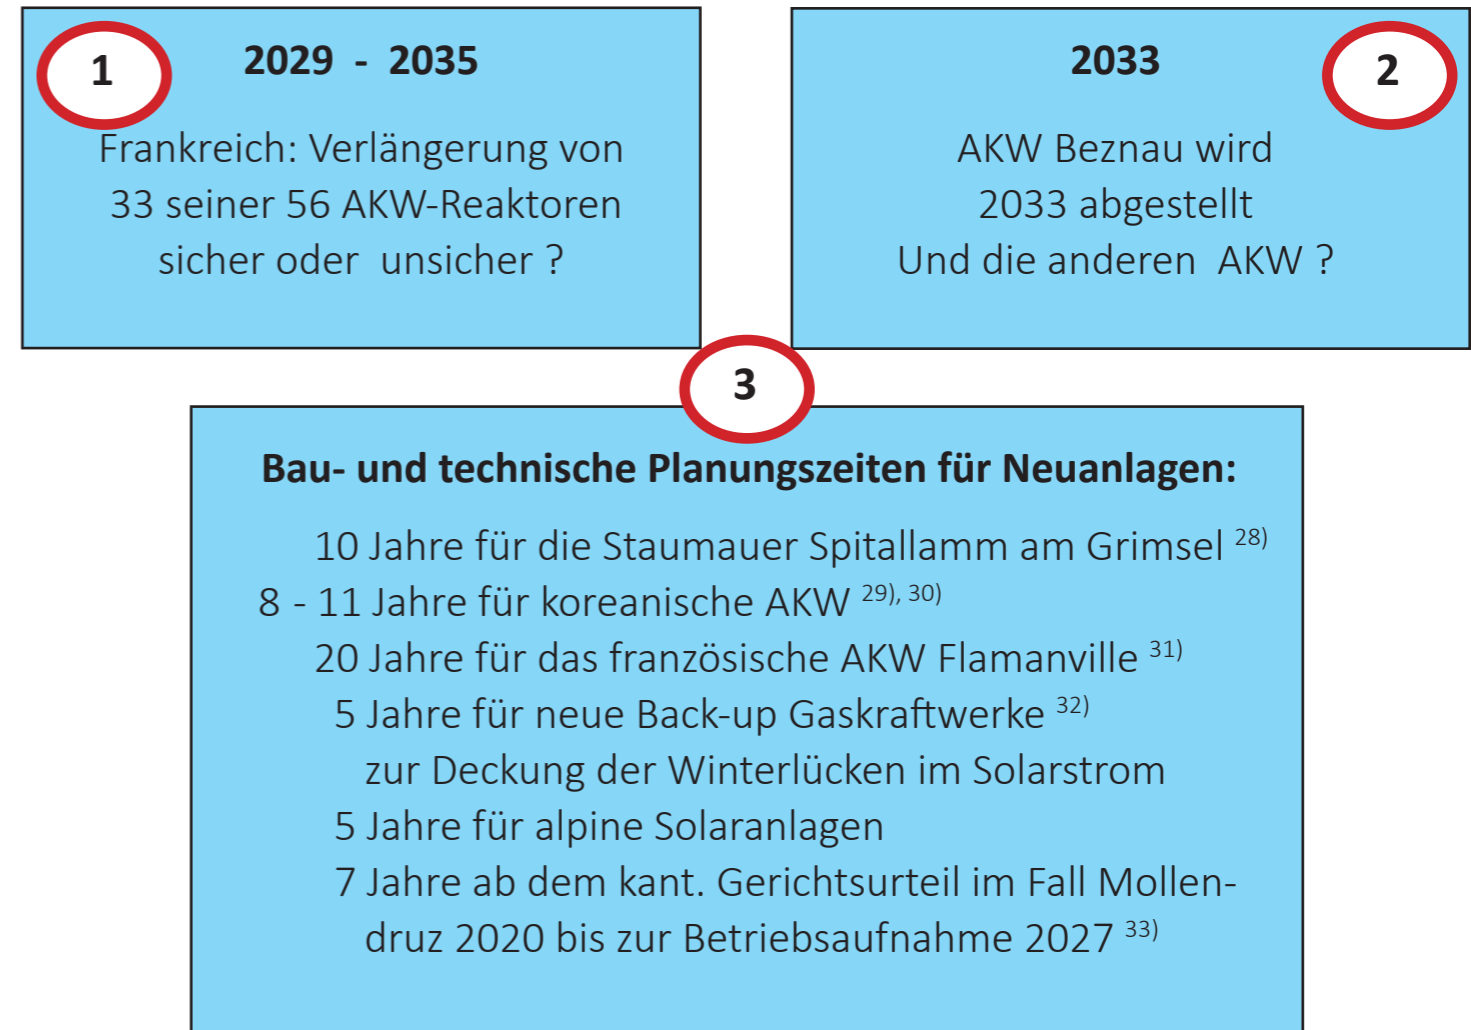 1
2029 - 2035
Frankreich: Verlängerung von
33 seiner 56 AKW-Reaktoren
sicher oder unsicher ?
2033
2
AKW Beznau wird
2033 abgestellt
Und die anderen AKW ?
3
Bau- und technische Planungszeiten für Neuanlagen:
10 Jahre für die Staumauer Spitallamm am Grimsel 28)
8 - 11 Jahre für koreanische AKW 29), 30)
20 Jahre für das französische AKW Flamanville 31)
5 Jahre für neue Back-up Gaskraftwerke 32)
zur Deckung der Winterlücken im Solarstrom
5 Jahre für alpine Solaranlagen
7 Jahre ab dem kant. Gerichtsurteil im Fall Mollen-
druz 2020 bis zur Betriebsaufnahme 2027 33)